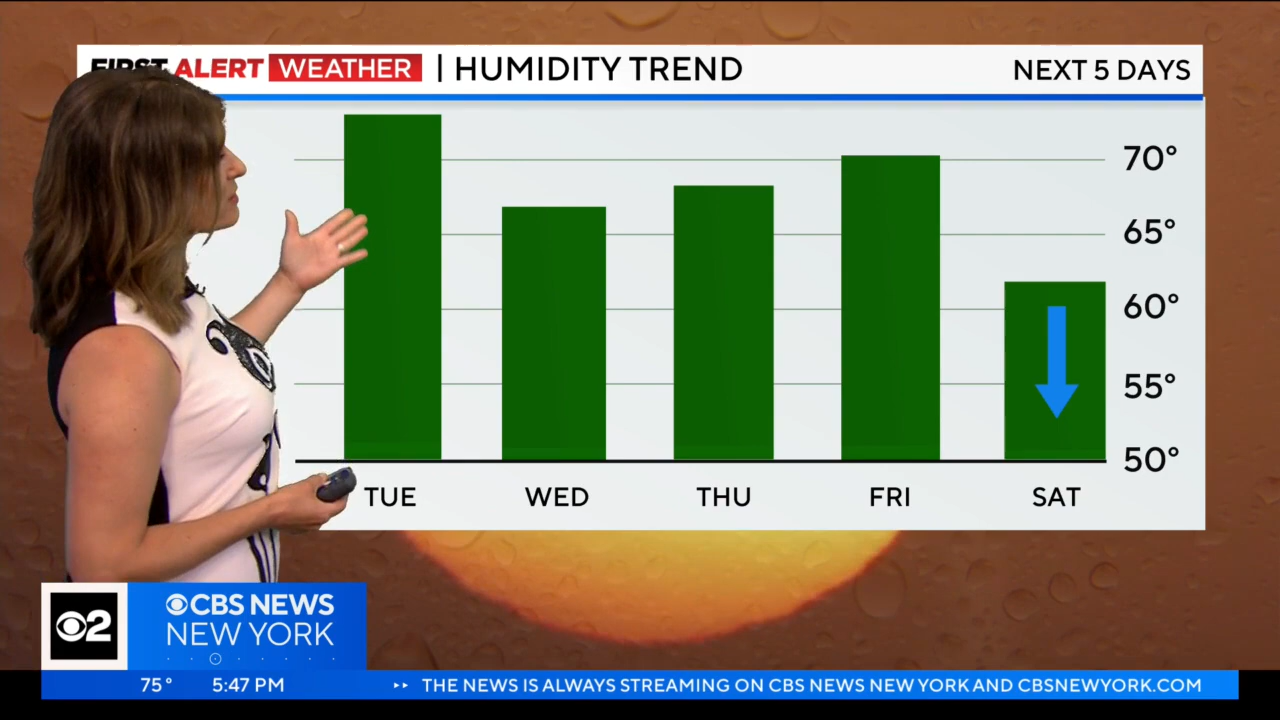 FIRST ALERT WEATHER | HUMIDITY TREND
NEXT 5 DAYS
70°
65°
60°
55°
50°
TUE WED THU FRI SAT
2
CBS NEWS
NEW YORK
75° 5:47 PM THE NEWS IS ALWAYS STREAMING ON CBS NEWS NEW YORK AND CBSNEWYORK.COM